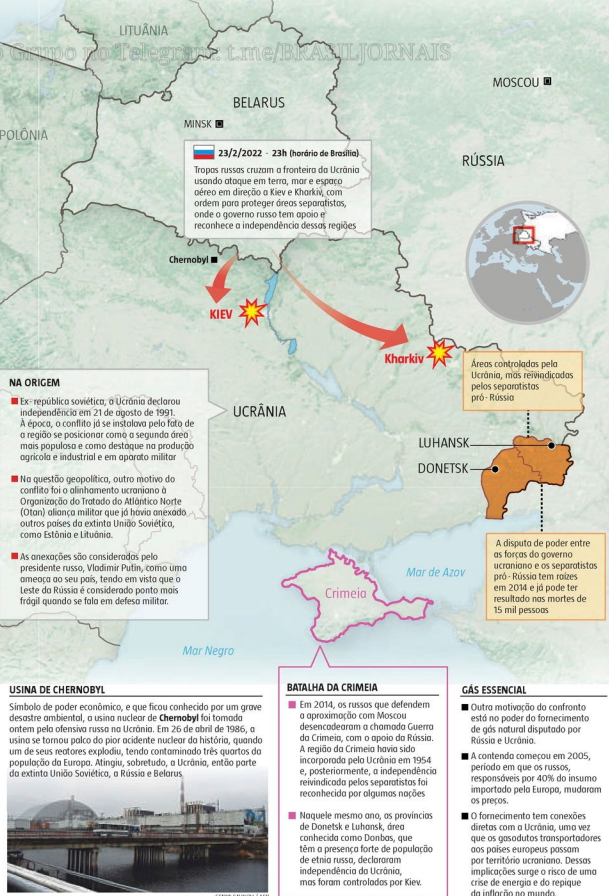 LITUÂNIA
o Grupo no Telegram: t.me/BRASILJORNAIS
MOSCOU
BELARUS
MINSK
POLÔNIA
RÚSSIA
23/2/2022 - 23h (horário de Brasília)
Tropas russas cruzam a fronteira da Ucrânia
usando ataque em terra, mar e espaço
aéreo em direção a Kiev e Kharkiv, com
ordem para proteger áreas separatistas,
onde o governo russo tem apoio e
reconhece a independência dessas regiões
Chernobyl
KIEV
Kharkiv
Áreas controladas pela
Ucrânia, mas reivindicadas
pelos separatistas
pró - Rússia
NA ORIGEM
Ex- república soviética, a Ucrânia declarou
independência em 21 de agosto de 1991.
À época, o conflito já se instalava pelo fato de
a região se posicionar como a segunda área
mais populosa e como destaque na produção
agrícola e industrial e em aparato militar
Na questão geopolítica, outro motivo do
conflito foi o alinhamento ucraniano à
Organização do Tratado do Atlântico Norte
(Otan) aliança militar que já havia anexado
outros países da extinta União Soviética,
como Estônia e Lituânia.
As anexações são consideradas pelo
presidente russo, Vladimir Putin, como uma
ameaça ao seu país, tendo em vista que o
Leste da Rússia é considerado ponto mais
frágil quando se fala em defesa militar.
UCRÂNIA
LUHANSK
DONETSK
A disputa de poder entre
as forças do governo
ucraniano e os separatistas
pró - Rússia tem raízes
em 2014 e já pode ter
resultado nas mortes de
15 mil pessoas
Mar de Azov
Crimeia
Mar Negro
USINA DE CHERNOBYL
Símbolo de poder econômico, e que ficou conhecido por um grave
desastre ambiental, a usina nuclear de Chernobyl foi tomada
ontem pela ofensiva russa na Ucrânia. Em 26 de abril de 1986, a
usina se tornou palco do pior acidente nuclear da história, quando
um de seus reatores explodiu, tendo contaminado três quartos da
população da Europa. Atingiu, sobretudo, a Ucrânia, então parte
da extinta União Soviética, a Rússia e Belarus
BATALHA DA CRIMEIA
Em 2014, os russos que defendem
a aproximação com Moscou
desencadearam a chamada Guerra
da Crimeia, com o apoio da Rússia.
A região da Crimeia havia sido
incorporada pela Ucrânia em 1954
e, posteriormente, a independência
reivindicada pelos separatistas foi
reconhecida por algumas nações
Naquele mesmo ano, as províncias
de Donetsk e Luhansk, área
conhecida como Donbas, que
têm a presença forte de população
de etnia russa, declararam
independência da Ucrânia,
mas foram controladas por Kiev.
GÁS ESSENCIAL
Outra motivação do confronto
está no poder do fornecimento
de gás natural disputado por
Rússia e Ucrânia.
A contenda começou em 2005,
período em que os russos,
responsáveis por 40% do insumo
importado pela Europa, mudaram
os preços.
O fornecimento tem conexões
diretas com a Ucrânia, uma vez
que os gasodutos transportadores
aos países europeus passam
por território ucraniano. Dessas
implicações surge o risco de uma
crise de energia e do repique
da inflação no mundo.